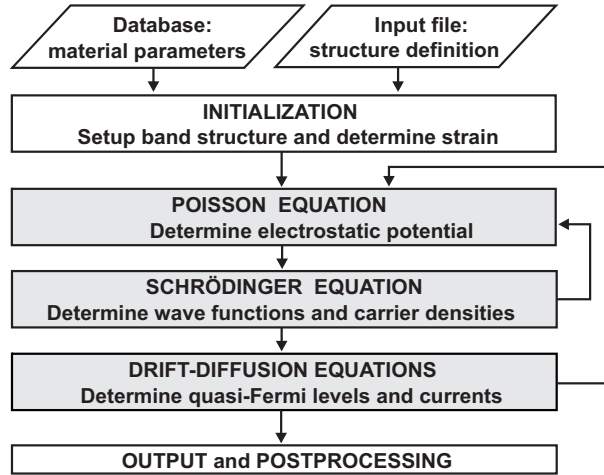 Database:
material parameters
Input file:
structure definition
INITIALIZATION
Setup band structure and determine strain
POISSON EQUATION
Determine electrostatic potential
SCHRÖDINGER EQUATION
Determine wave functions and carrier densities
DRIFT-DIFFUSION EQUATIONS
Determine quasi-Fermi levels and currents
OUTPUT and POSTPROCESSING